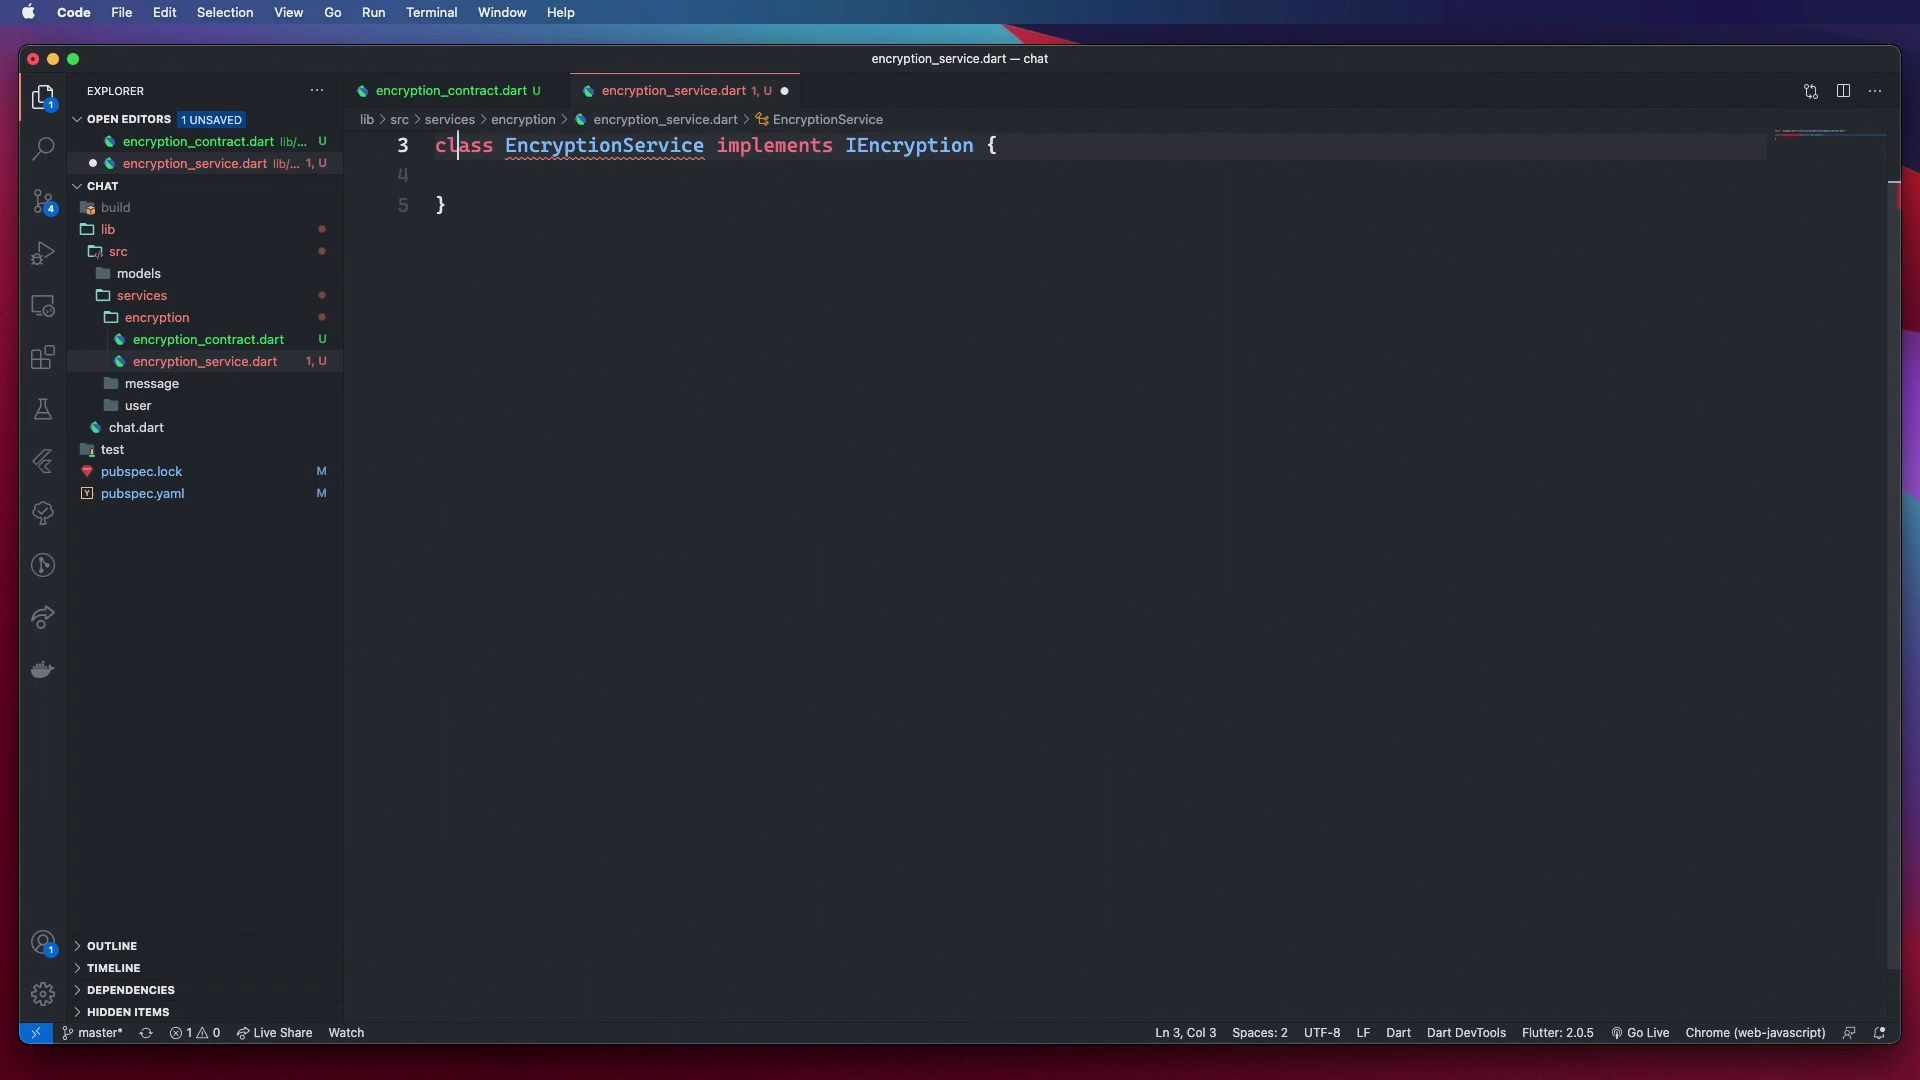 Code File Edit Selection View Go Run Terminal Window Help
encryption_service.dart — chat
EXPLORER
encryption_contract.dart U
encryption_service.dart 1, U
OPEN EDITORS 1 UNSAVED
lib > src > services > encryption > encryption_service.dart > EncryptionService
encryption_contract.dart lib/... U
encryption_service.dart lib/... 1, U
3 class EncryptionService implements IEncryption {
4
5 }
CHAT
build
lib
src
models
services
encryption
encryption_contract.dart U
encryption_service.dart 1, U
message
user
chat.dart
test
pubspec.lock M
pubspec.yaml M
1
4
1
OUTLINE
TIMELINE
DEPENDENCIES
HIDDEN ITEMS
master* 1 0 Live Share Watch Ln 3, Col 3 Spaces: 2 UTF-8 LF Dart Dart DevTools Flutter: 2.0.5 Go Live Chrome (web-javascript)